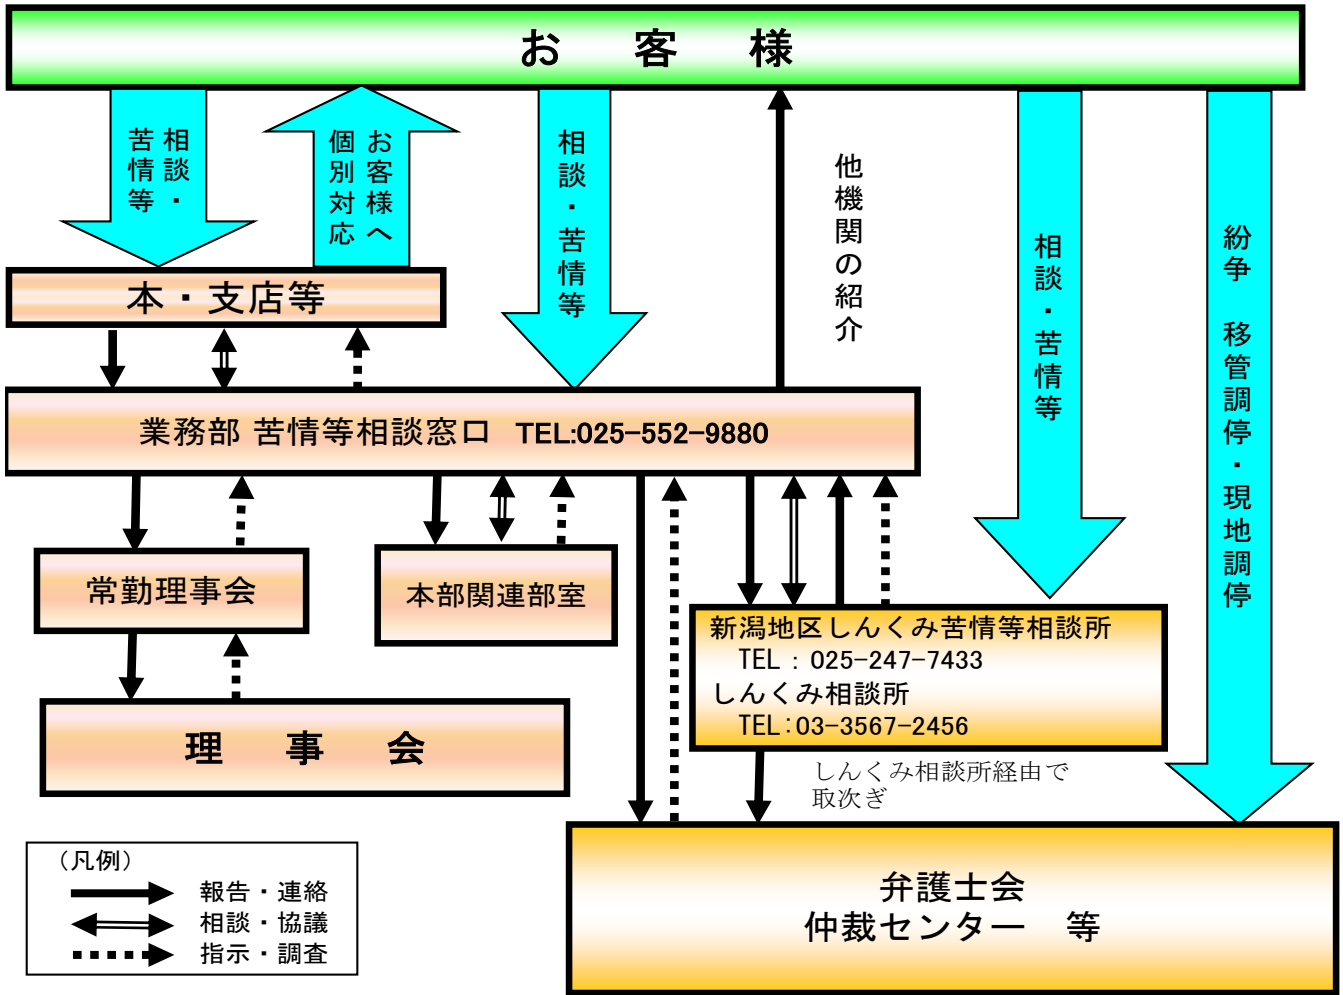 お 客 様
相談・
苦情等
お客様へ
個別対応
相談・苦情等
他機関の紹介
相談・苦情等
紛争 移管調停・現地調停
本・支店等
業務部 苦情等相談窓口 TEL:025-552-9880
常勤理事会
本部関連部室
新潟地区しんくみ苦情等相談所
TEL：025-247-7433
しんくみ相談所
TEL:03-3567-2456
理 事 会
しんくみ相談所経由で
取次ぎ
弁護士会
仲裁センター 等
（凡例）
報告・連絡
相談・協議
指示・調査